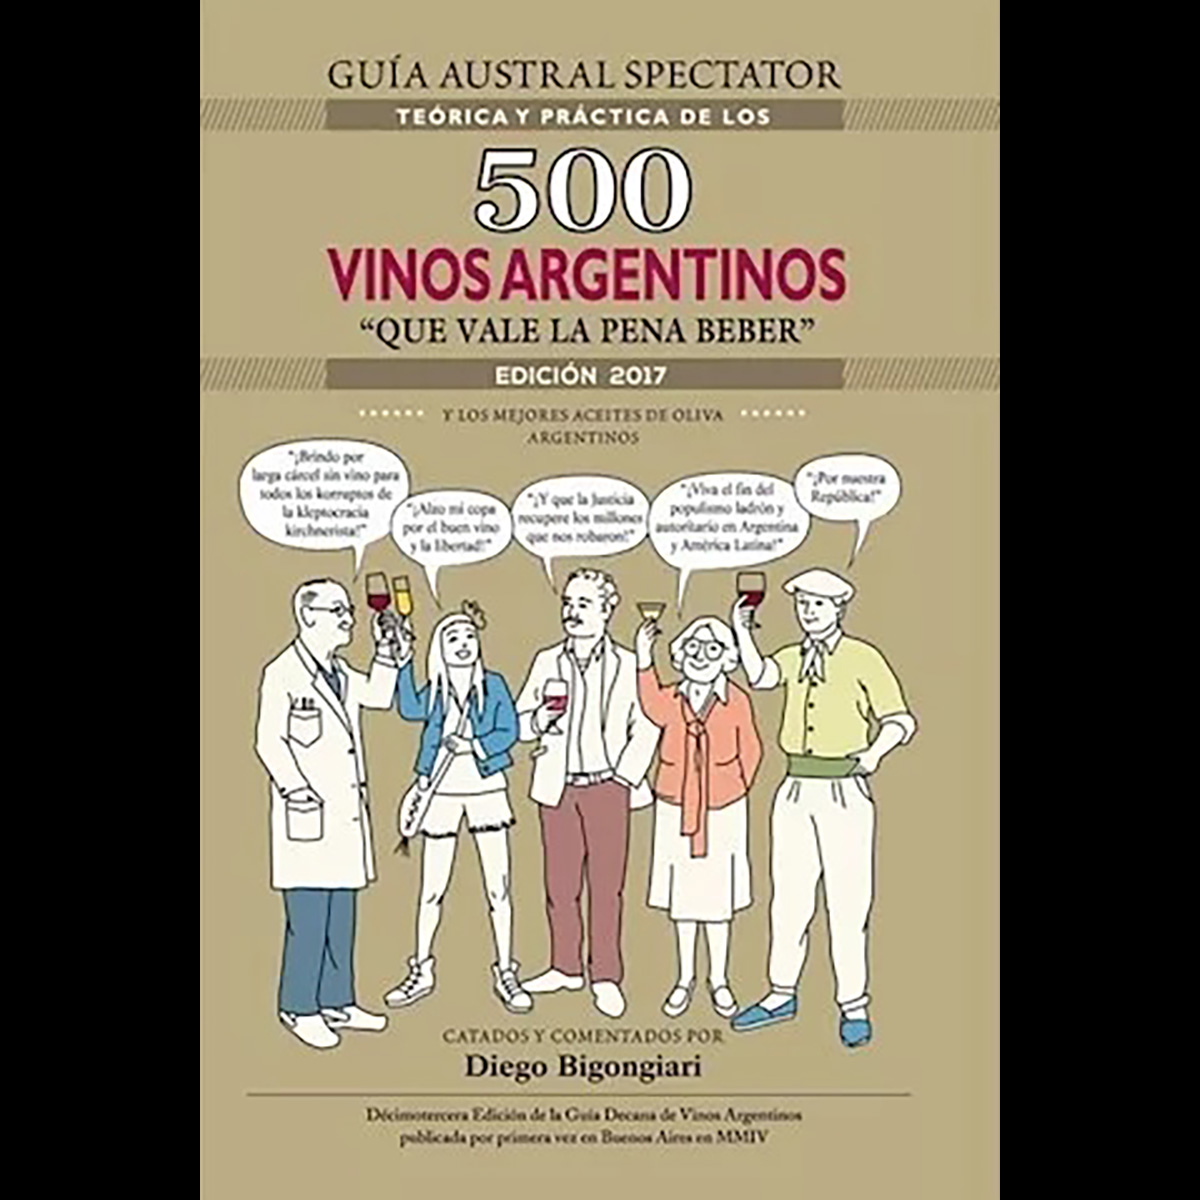 GUÍA AUSTRAL SPECTATOR
TEÓRICA Y PRÁCTICA DE LOS
500
VINOS ARGENTINOS
“QUE VALE LA PENA BEBER”
EDICIÓN 2017
Y LOS MEJORES ACEITES DE OLIVA
ARGENTINOS
“¡Brindo por
larga cárcel sin vino para
todos los korruptos de
la kleptocracia
kirchnerista!”
“¡Alzo mi copa
por el buen vino
y la libertad!”
“¡Y que la Justicia
recupere los millones
que nos robaron!”
“¡Viva el fin del
populismo ladrón y
autoritario en Argentina
y América Latina!”
“¡Por nuestra
República!”
CATADOS Y COMENTADOS POR
Diego Bigongiari
Décimotercera Edición de la Guía Decana de Vinos Argentinos
publicada por primera vez en Buenos Aires en MMIV